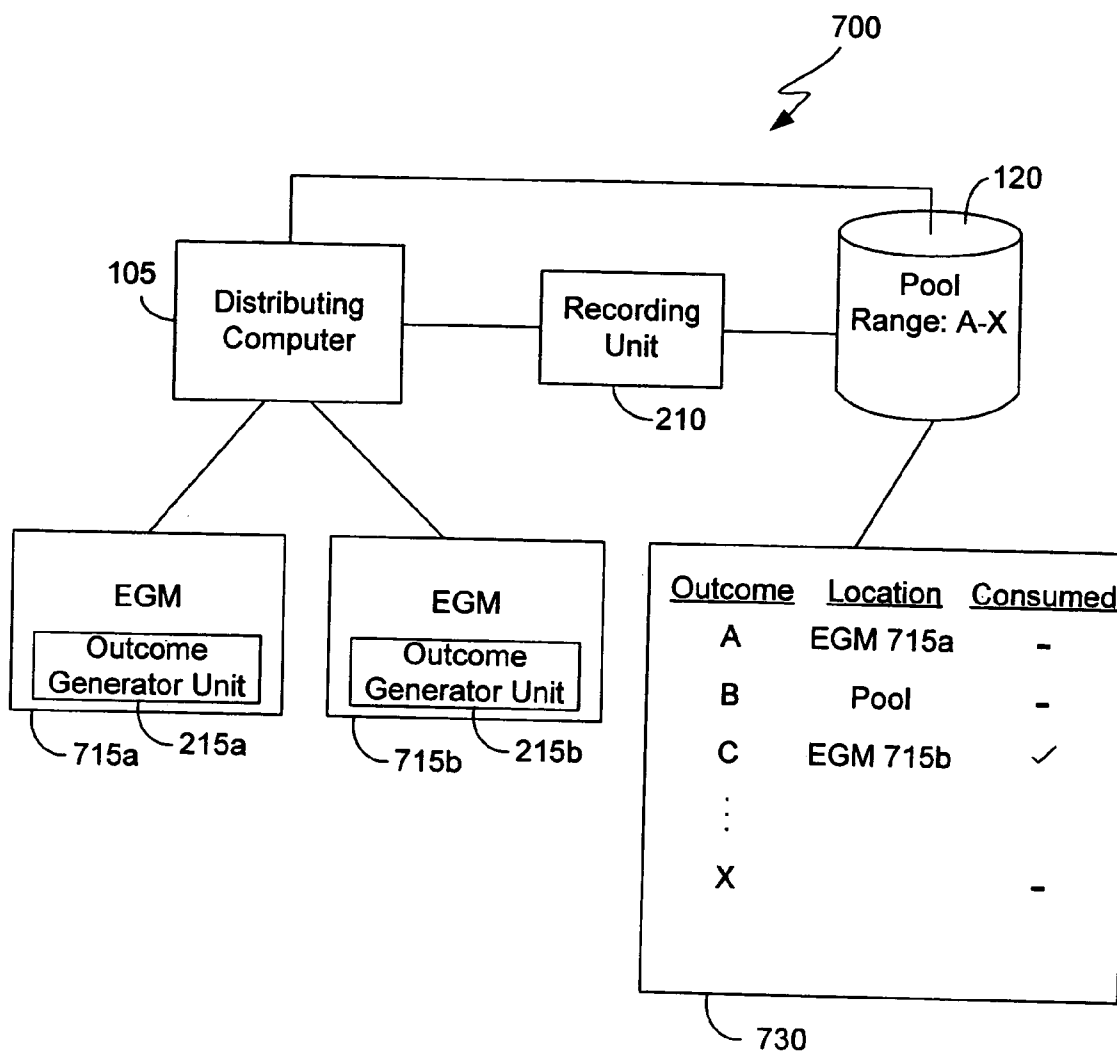 700
120
105
Distributing
Computer
Recording
Unit
Pool
Range: A-X
210
EGM
Outcome
Generator Unit
715a
215a
EGM
Outcome
Generator Unit
715b
215b
Outcome Location Consumed
A EGM 715a -
B Pool -
C EGM 715b ✓
⋮
X -
730